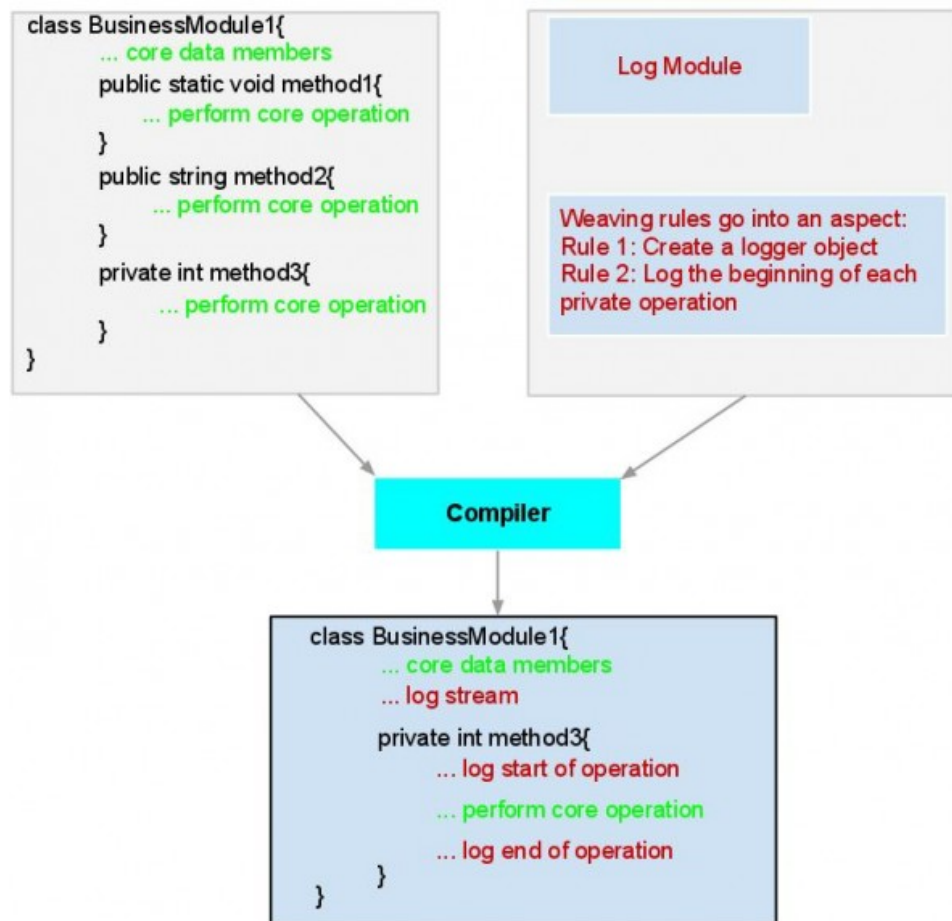 class BusinessModule1{
... core data members
public static void method1{
... perform core operation
}
public string method2{
... perform core operation
}
private int method3{
... perform core operation
}
}
Log Module
Weaving rules go into an aspect:
Rule 1: Create a logger object
Rule 2: Log the beginning of each
private operation
Compiler
class BusinessModule1{
... core data members
... log stream
private int method3{
... log start of operation
... perform core operation
... log end of operation
}
}